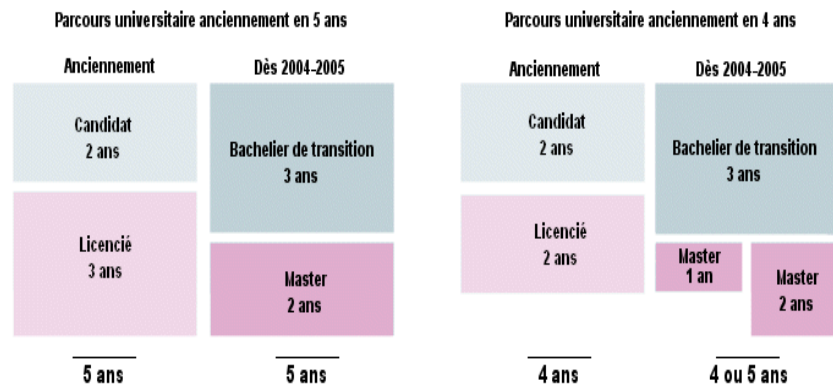 Parcours universitaire anciennement en 5 ans
Anciennement
Dès 2004-2005
Candidat
2 ans
Bachelier de transition
3 ans
Licencié
3 ans
Master
2 ans
5 ans
5 ans
Parcours universitaire anciennement en 4 ans
Anciennement
Dès 2004-2005
Candidat
2 ans
Bachelier de transition
3 ans
Licencié
2 ans
Master
1 an
Master
2 ans
4 ans
4 ou 5 ans